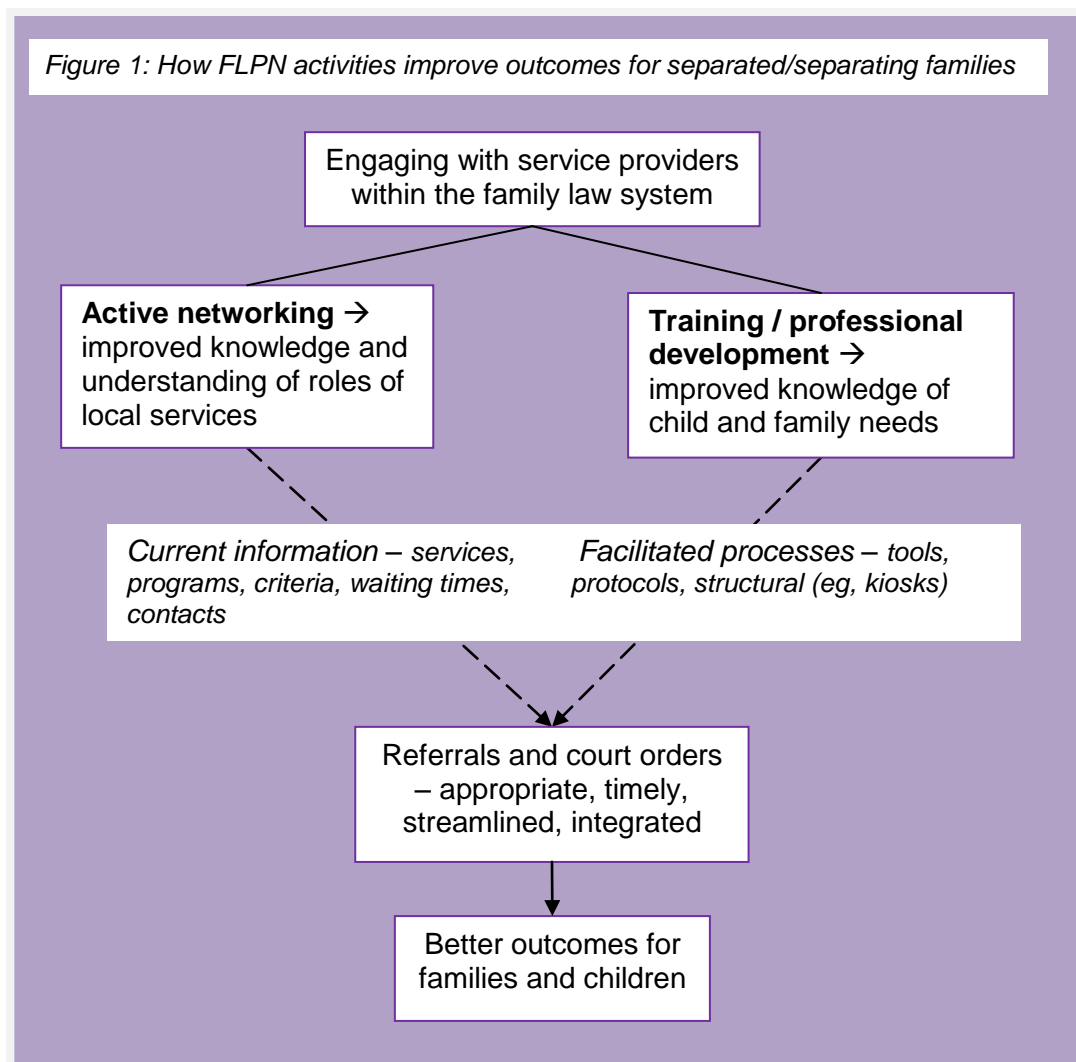 Figure 1: How FLPN activities improve outcomes for separated/separating families
Engaging with service providers
within the family law system
Active networking →
improved knowledge and
understanding of roles of
local services
Training / professional
development →
improved knowledge of
child and family needs
Current information – services,
programs, criteria, waiting times,
contacts
Facilitated processes – tools,
protocols, structural (eg, kiosks)
Referrals and court orders
– appropriate, timely,
streamlined, integrated
Better outcomes for
families and children